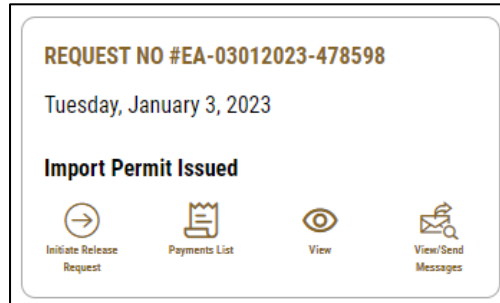 REQUEST NO #EA-03012023-478598
Tuesday, January 3, 2023
Import Permit Issued
Initiate Release Request
Payments List
View
View/Send Messages